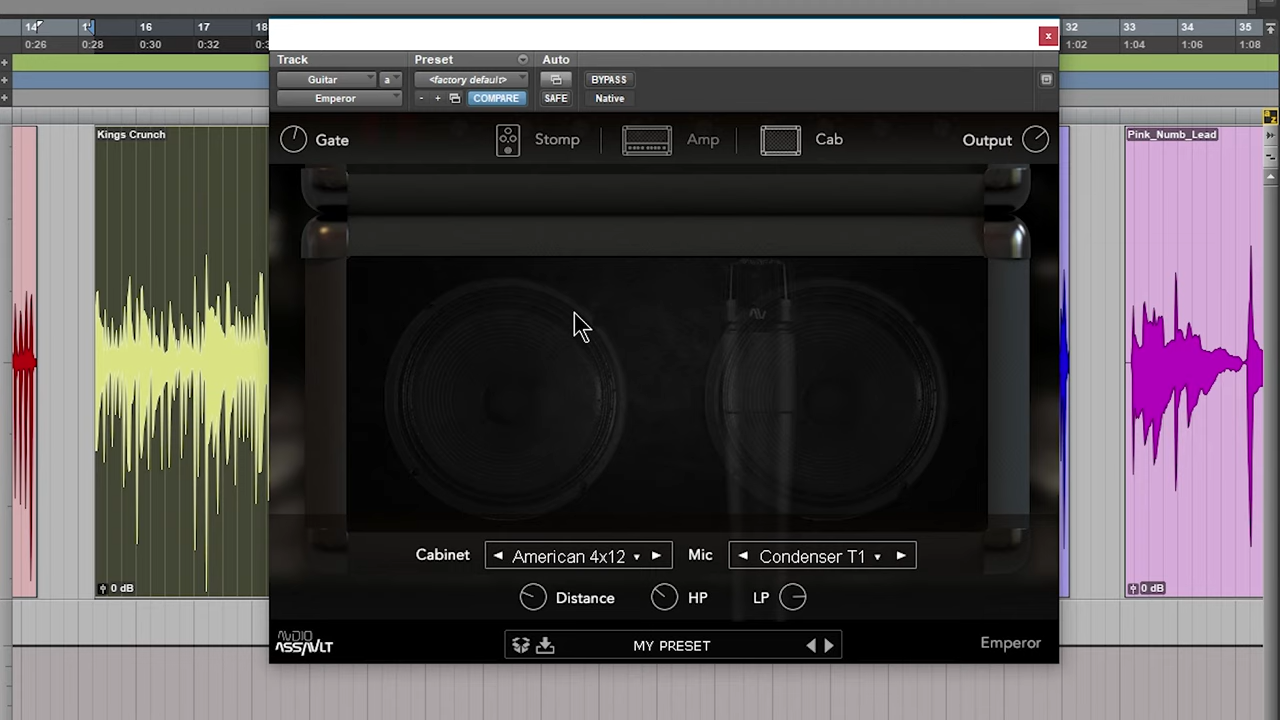 14 15 16 17 18 32 33 34 35
0:26 0:28 0:30 0:32 1:02 1:04 1:06 1:08
Track Preset Auto
Guitar a <factory default> BYPASS
Emperor - + COMPARE SAFE Native
Kings Crunch Pink_Numb_Lead
Gate Stomp Amp Cab Output
Cabinet American 4x12 Mic Condenser T1
0 dB 0 dB
Distance HP LP
AUDIO
ASSAULT MY PRESET Emperor